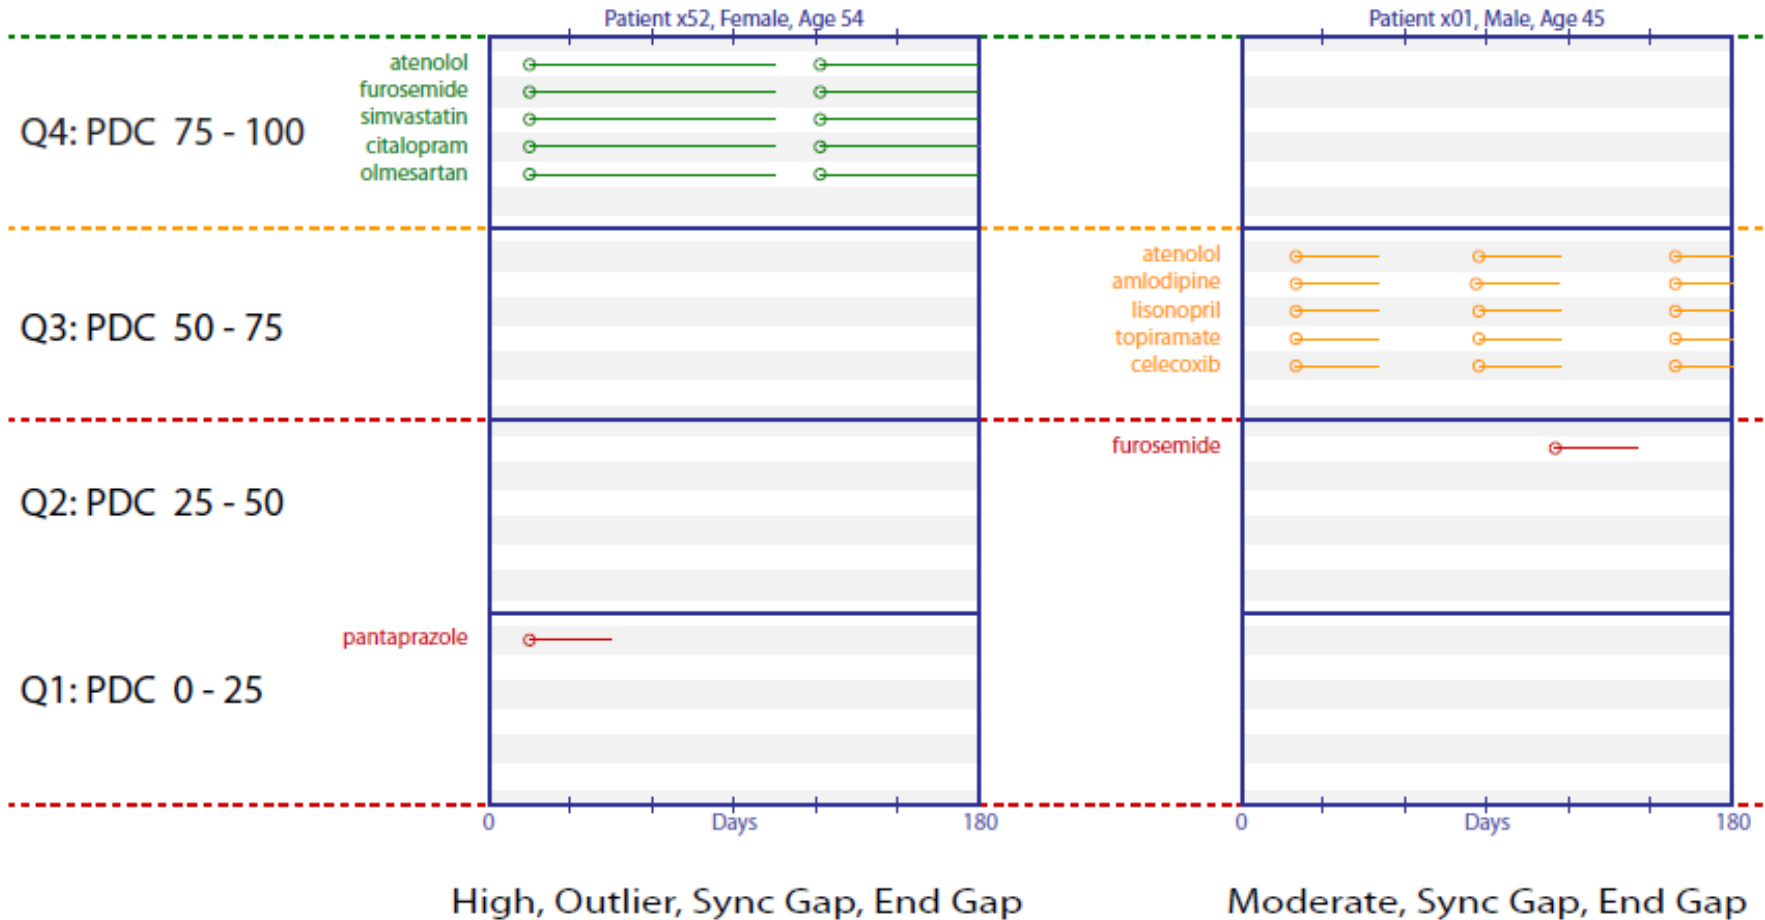 Patient x52, Female, Age 54
Patient x01, Male, Age 45
Q4: PDC 75 - 100
atenolol
furosemide
simvastatin
citalopram
olmesartan
Q3: PDC 50 - 75
atenolol
amlodipine
lisonopril
topiramate
celecoxib
Q2: PDC 25 - 50
furosemide
Q1: PDC 0 - 25
pantaprazole
0 Days 180
0 Days 180
High, Outlier, Sync Gap, End Gap
Moderate, Sync Gap, End Gap